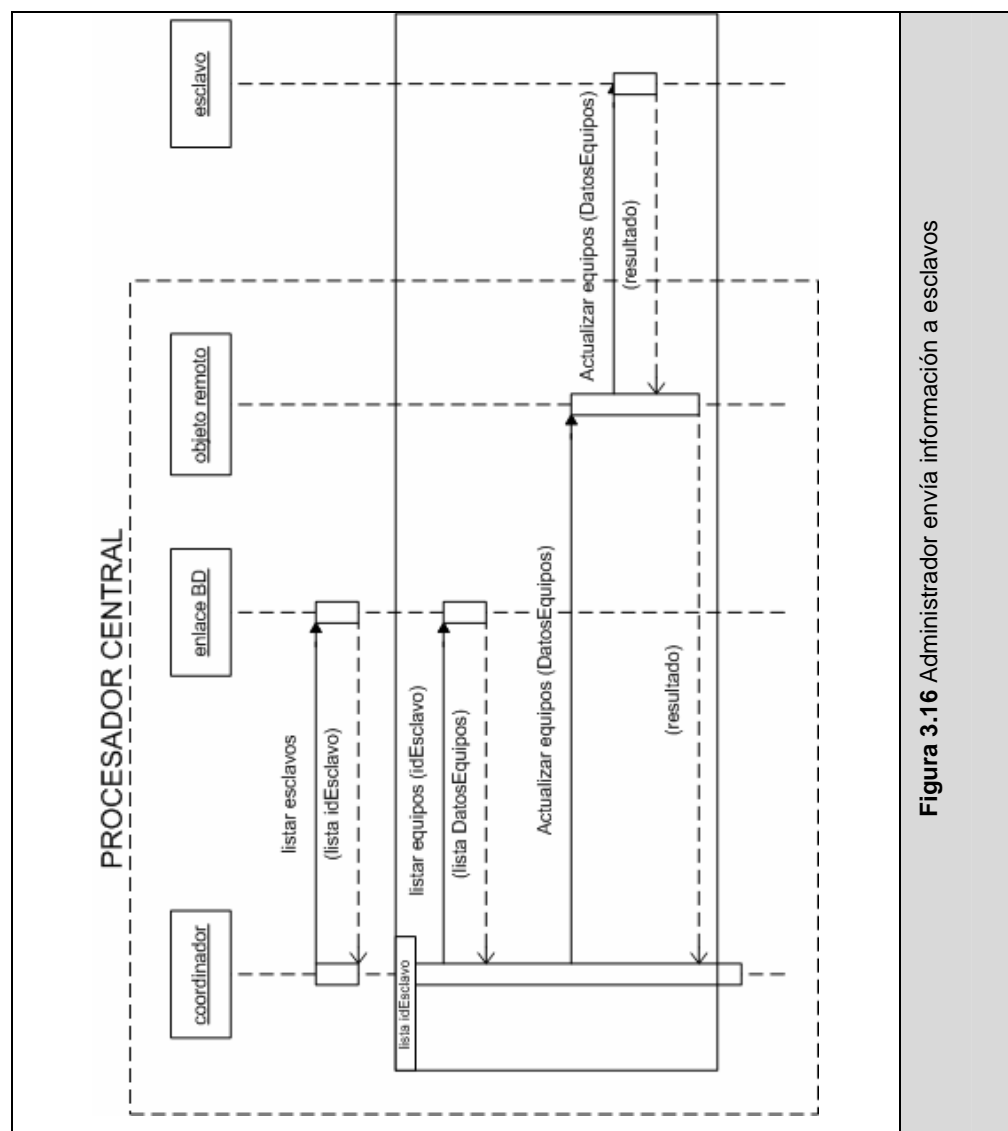 PROCESADOR CENTRAL
coordinador
enlace BD
objeto remoto
esclavo
listar esclavos
(lista idEsclavo)
lista idEsclavo
listar equipos (idEsclavo)
(lista DatosEquipos)
Actualizar equipos (DatosEquipos)
Actualizar equipos (DatosEquipos)
(resultado)
(resultado)
Figura 3.16 Administrador envía información a esclavos